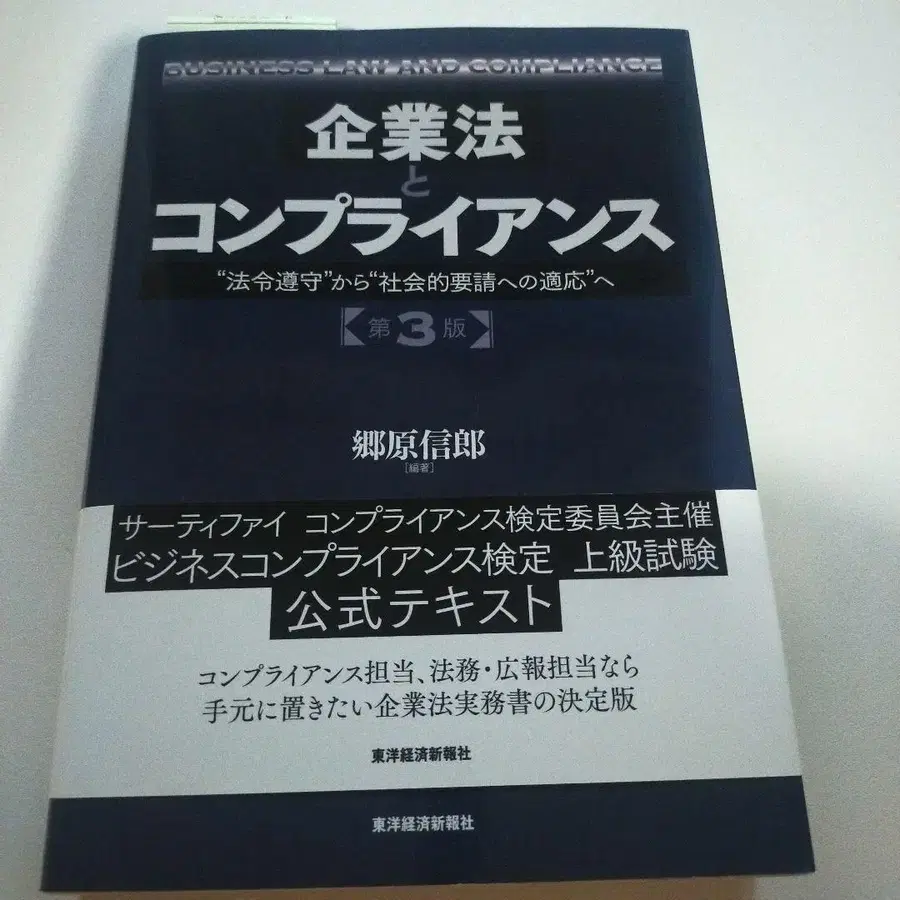 BUSINESS LAW AND COMPLIANCE
企業法
と
コンプライアンス
“法令遵守”から“社会的要請への適応”へ
【第3版】
郷原信郎
[編著]
サーティファイ コンプライアンス検定委員会主催
ビジネスコンプライアンス検定 上級試験
公式テキスト
コンプライアンス担当、法務・広報担当なら
手元に置きたい企業法実務書の決定版
東洋経済新報社
東洋経済新報社